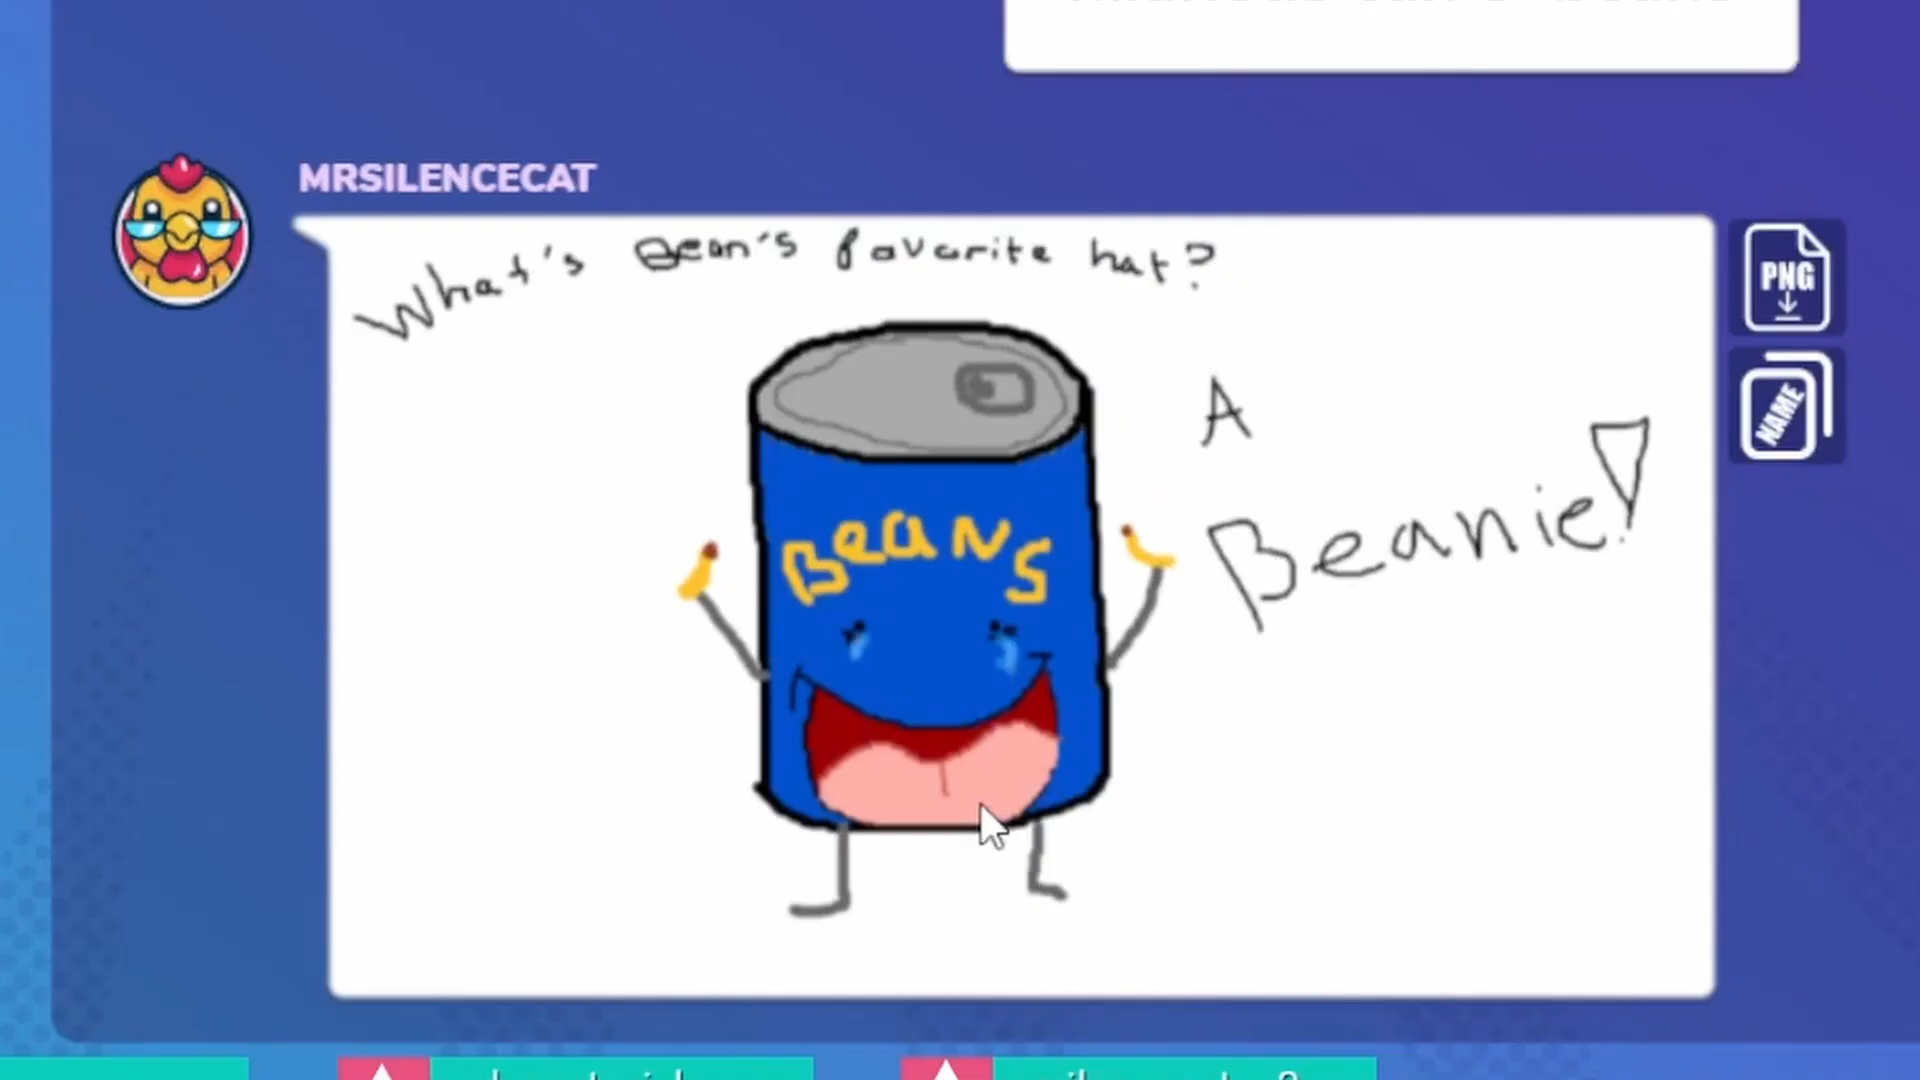 MRSILENCECAT
What's Bean's favorite hat?
PNG
A
NAME
Beanie!
Beans